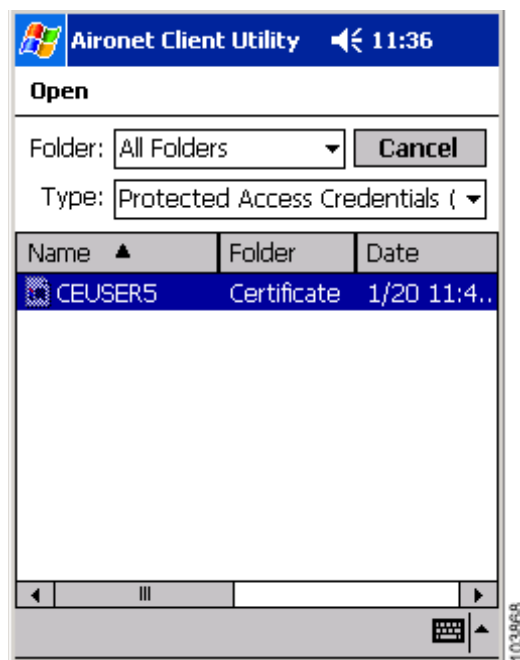 Aironet Client Utility 11:36
Open
Folder: All Folders Cancel
Type: Protected Access Credentials (
Name Folder Date
CEUSER5 Certificate 1/20 11:4..
103868